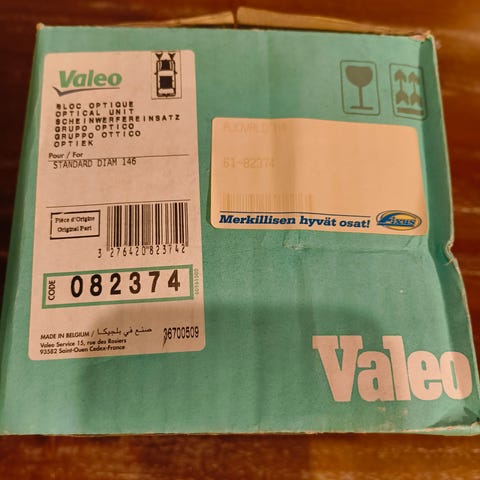 Valeo
BLOC OPTIQUE
OPTICAL UNIT
SCHEINWERFEREINSATZ
GRUPO OPTICO
GRUPPO OTTICO
OPTIEK
Pour / For
STANDARD DIAM 146
Pièce d'Origine
Original Part
3 276420 823742
CODE
082374
MADE IN BELGIUM / صنع في بلجيكا
36700509
Valeo Service 15, rue des Rosiers
93582 Saint-Ouen Cedex-France
61-82374
Merkillisen hyvät osat!
fixus
Valeo